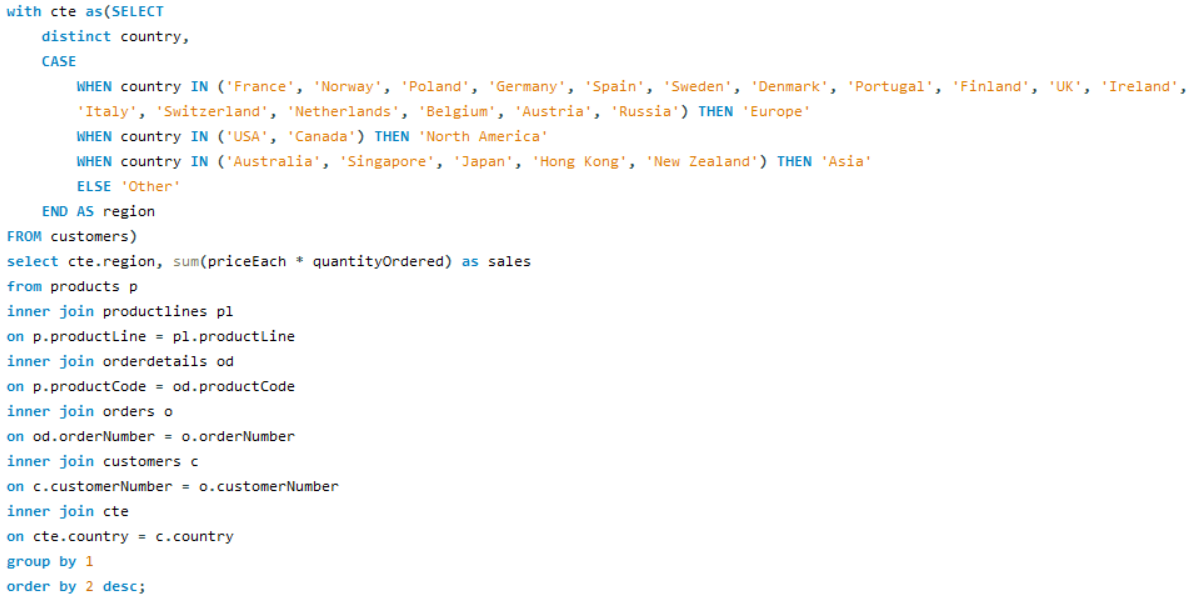 with cte as(SELECT
    distinct country,
    CASE
        WHEN country IN ('France', 'Norway', 'Poland', 'Germany', 'Spain', 'Sweden', 'Denmark', 'Portugal', 'Finland', 'UK', 'Ireland',
        'Italy', 'Switzerland', 'Netherlands', 'Belgium', 'Austria', 'Russia') THEN 'Europe'
        WHEN country IN ('USA', 'Canada') THEN 'North America'
        WHEN country IN ('Australia', 'Singapore', 'Japan', 'Hong Kong', 'New Zealand') THEN 'Asia'
        ELSE 'Other'
    END AS region
FROM customers)
select cte.region, sum(priceEach * quantityOrdered) as sales
from products p
inner join productlines pl
on p.productLine = pl.productLine
inner join orderdetails od
on p.productCode = od.productCode
inner join orders o
on od.orderNumber = o.orderNumber
inner join customers c
on c.customerNumber = o.customerNumber
inner join cte
on cte.country = c.country
group by 1
order by 2 desc;